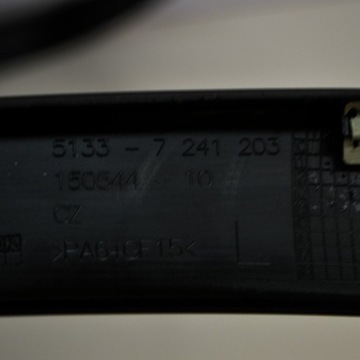 5133 - 7 241 203
150644 - 10
CZ
>PA6+GF15<